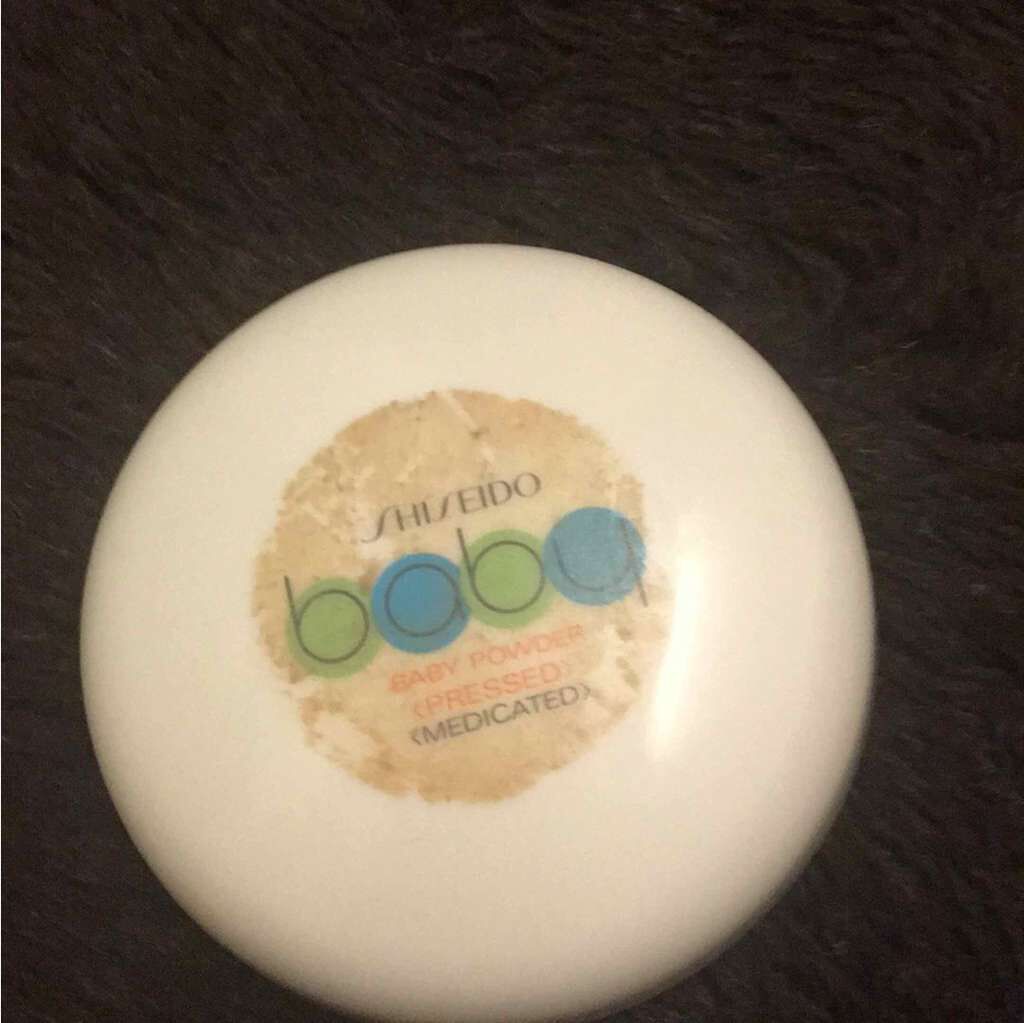 SHISEIDO
baby
BABY POWDER
〈PRESSED〉
〈MEDICATED〉